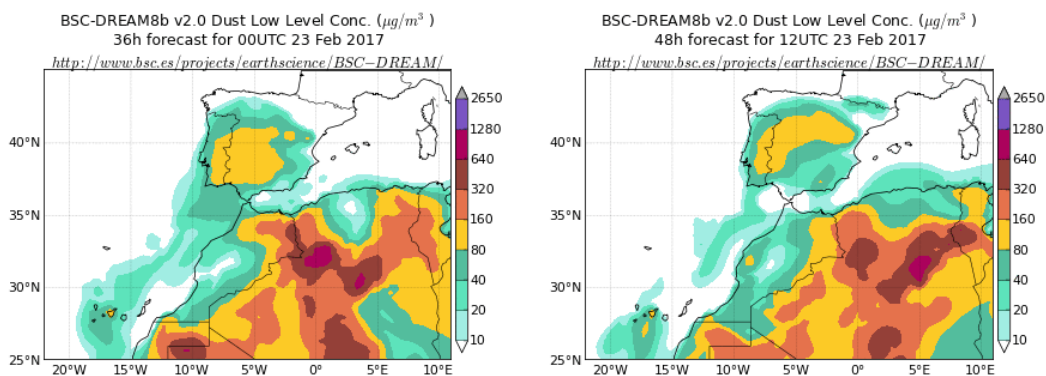 BSC-DREAM8b v2.0 Dust Low Level Conc. (μg/m³ )
36h forecast for 00UTC 23 Feb 2017
http://www.bsc.es/projects/earthscience/BSC−DREAM/
2650
1280
640
320
160
80
40
20
10
40°N
35°N
30°N
25°N
20°W 15°W 10°W 5°W 0° 5°E 10°E
BSC-DREAM8b v2.0 Dust Low Level Conc. (μg/m³ )
48h forecast for 12UTC 23 Feb 2017
http://www.bsc.es/projects/earthscience/BSC−DREAM/
2650
1280
640
320
160
80
40
20
10
40°N
35°N
30°N
25°N
20°W 15°W 10°W 5°W 0° 5°E 10°E